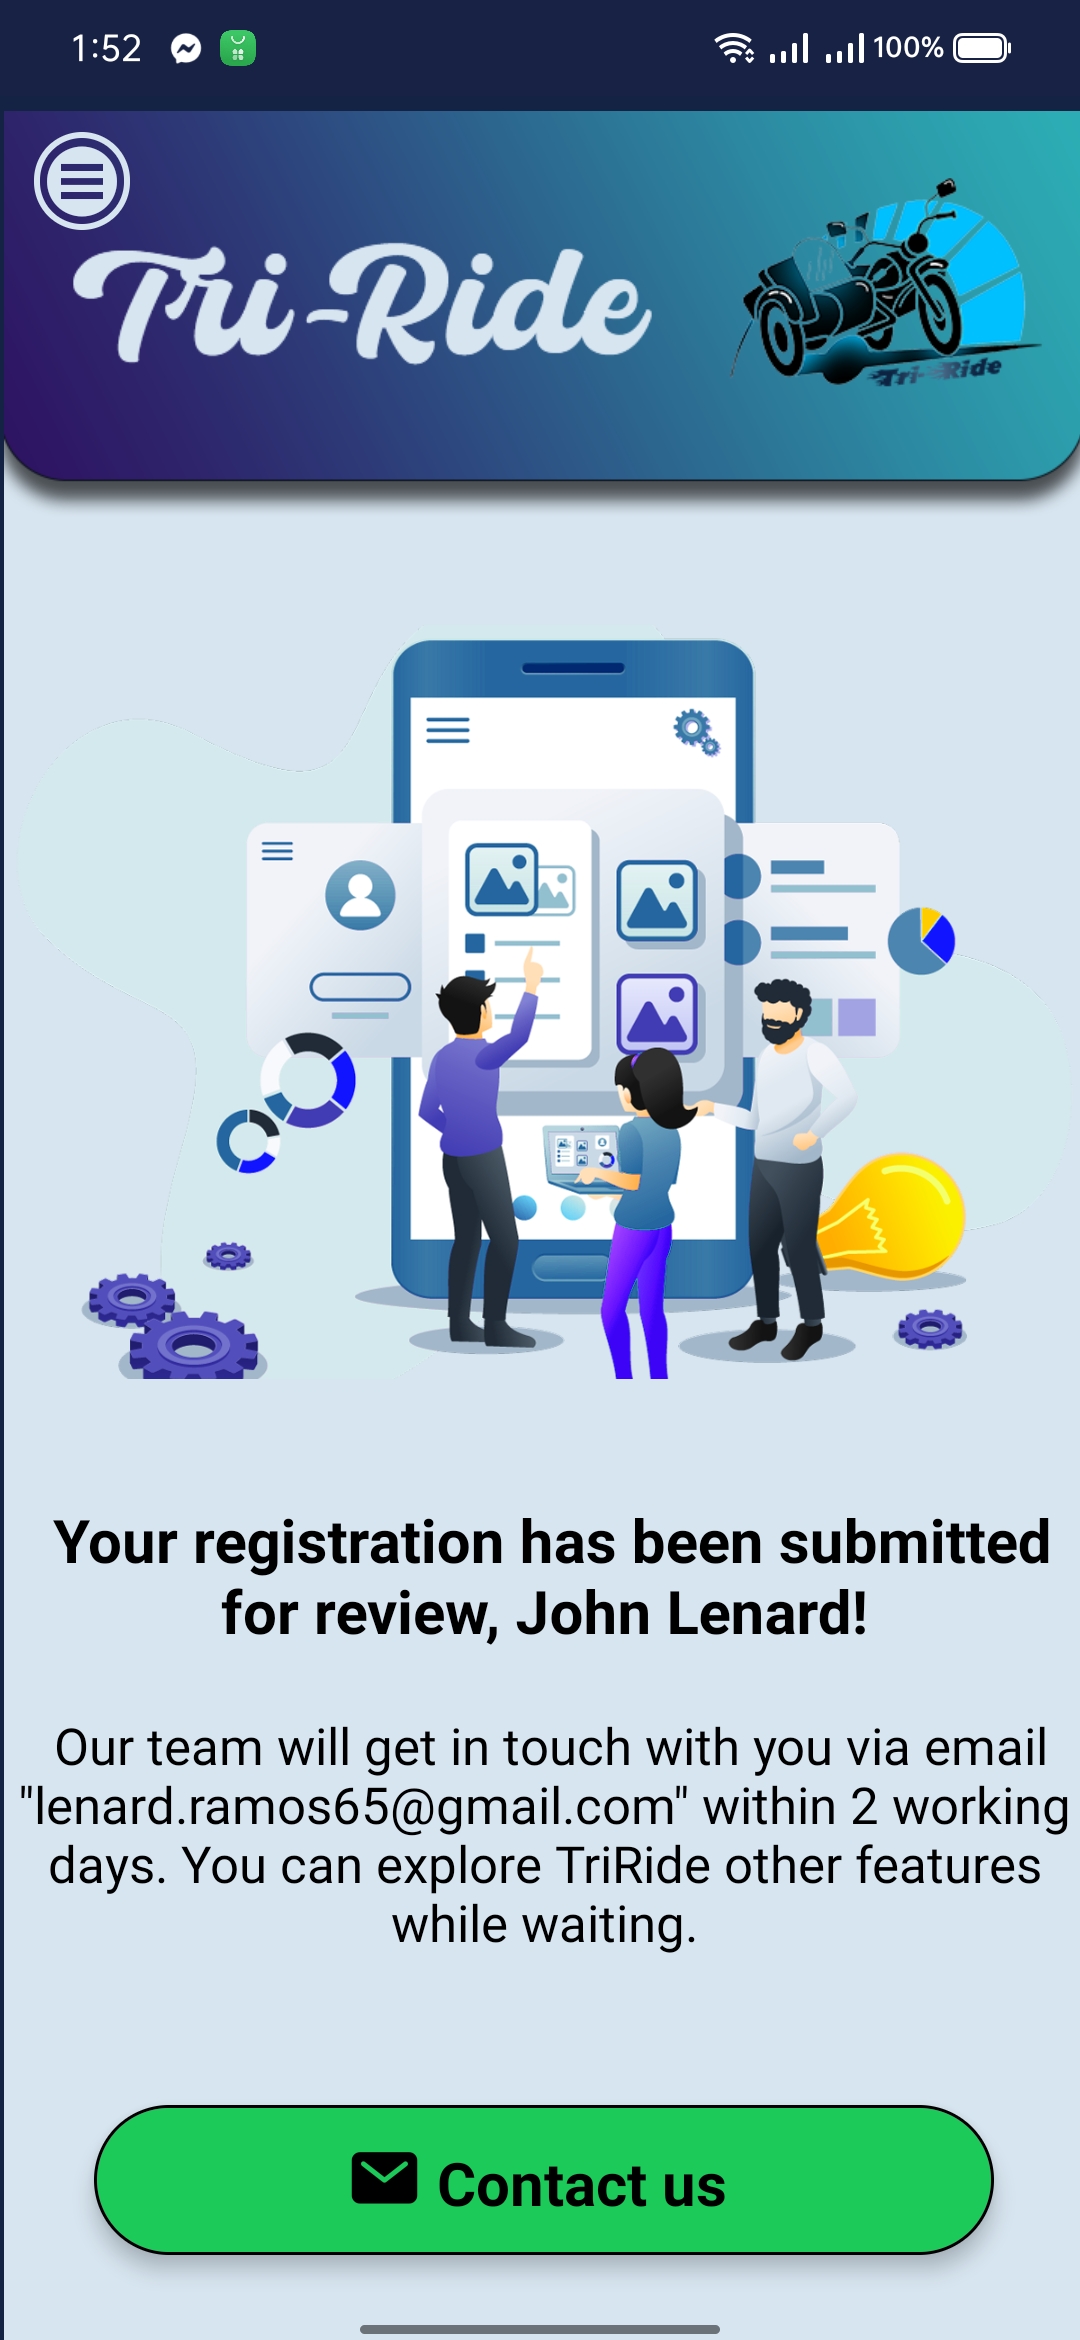 1:52
100%
Tri-Ride
Tri-Ride
Your registration has been submitted
for review, John Lenard!
Our team will get in touch with you via email
"lenard.ramos65@gmail.com" within 2 working
days. You can explore TriRide other features
while waiting.
Contact us